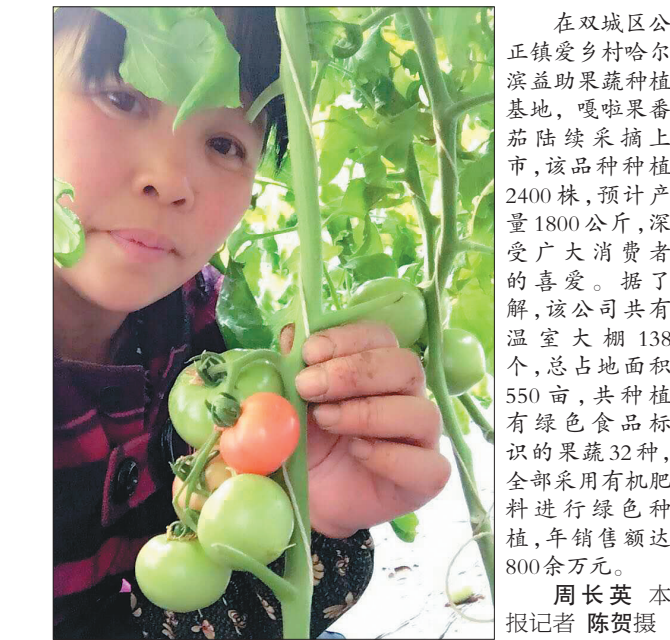 在双城区公
正镇爱乡村哈尔
滨益助果蔬种植
基地，嘎啦果番
茄陆续采摘上
市，该品种种植
2400株，预计产
量1800公斤，深
受广大消费者
的喜爱。据了
解，该公司共有
温室大棚138
个，总占地面积
550亩，共种植
有绿色食品标
识的果蔬32种，
全部采用有机肥
料进行绿色种
植，年销售额达
800余万元。
周长英 本
报记者 陈贺摄